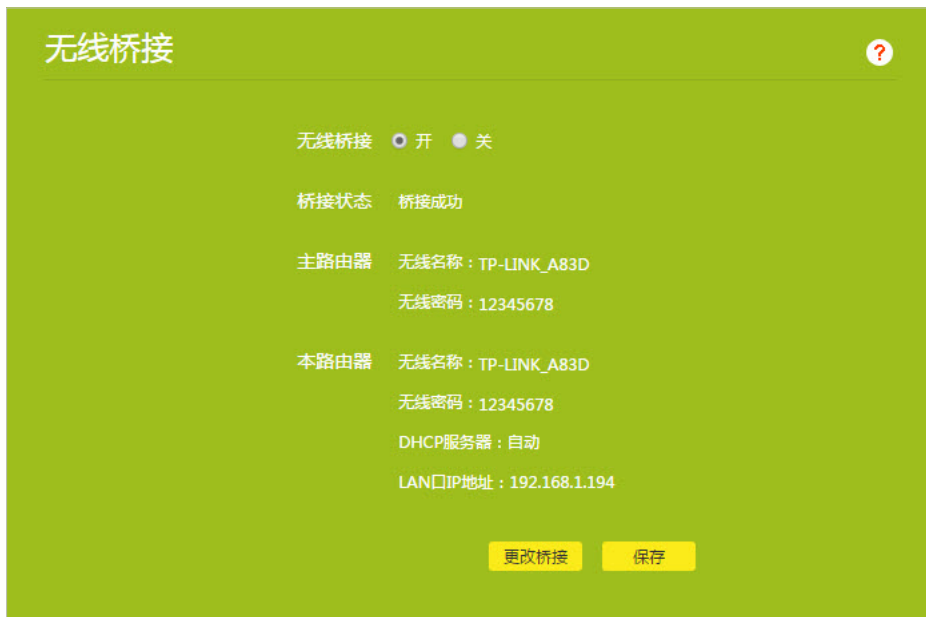 无线桥接
?
无线桥接 开 关
桥接状态 桥接成功
主路由器 无线名称：TP-LINK_A83D
无线密码：12345678
本路由器 无线名称：TP-LINK_A83D
无线密码：12345678
DHCP服务器：自动
LAN口IP地址：192.168.1.194
更改桥接 保存